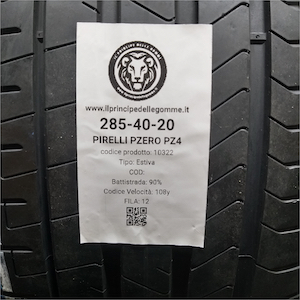 www.ilprincipedellegomme.it
285-40-20
PIRELLI PZERO PZ4
codice prodotto: 10322
Tipo: Estiva
COD:
Battistrada: 90%
Codice Velocità: 108y
FILA: 12